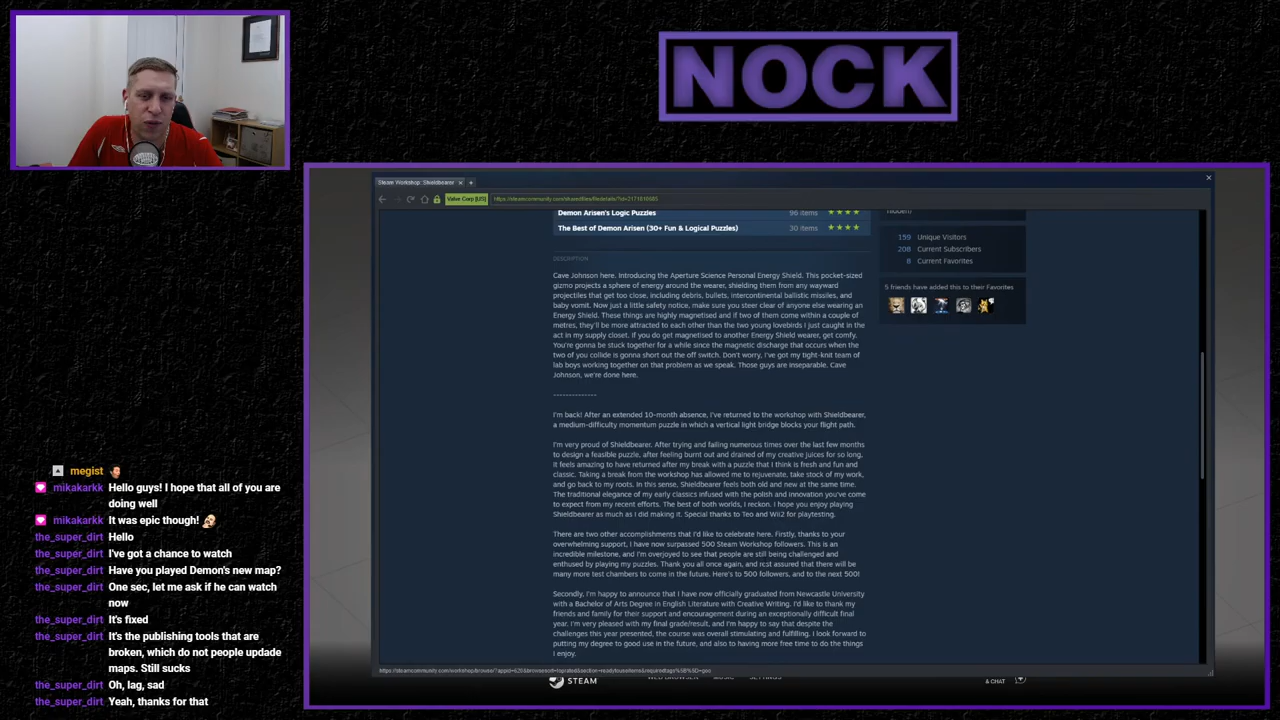 NOCK
Steam Workshop: Shieldbearer
Valve Corp [US]
Demon Arisen's Logic Puzzles 96 items
The Best of Demon Arisen (30+ Fun & Logical Puzzles) 30 items
DESCRIPTION
Cave Johnson here. Introducing the Aperture Science Personal Energy Shield. This pocket-sized
gizmo projects a sphere of energy around the wearer, shielding them from any wayward
projectiles that get too close, including debris, bullets, intercontinental ballistic missiles, and
baby vomit. Now just a little safety notice, make sure you steer clear of anyone else wearing an
Energy Shield. These things are highly magnetised and if two of them come within a couple of
metres, they'll be more attracted to each other than the two young lovebirds I just caught in the
act in my supply closet. If you do get magnetised to another Energy Shield wearer, get comfy.
You're gonna be stuck together for a while since the magnetic discharge that occurs when the
two of you collide is gonna short out the off switch. Don't worry, I've got my tight-knit team of
lab boys working together on that problem as we speak. Those guys are inseparable. Cave
Johnson, we're done here.
--------------
I'm back! After an extended 10-month absence, I've returned to the workshop with Shieldbearer,
a medium-difficulty momentum puzzle in which a vertical light bridge blocks your flight path.
I'm very proud of Shieldbearer. After trying and failing numerous times over the last few months
to design a feasible puzzle, after feeling burnt out and drained of my creative juices for so long,
it feels amazing to have returned after my break with a puzzle that I think is fresh and fun and
classic. Taking a break from the workshop has allowed me to rejuvenate, take stock of my work,
and go back to my roots. In this sense, Shieldbearer feels both old and new at the same time.
The traditional elegance of my early classics infused with the polish and innovation you've come
to expect from my recent efforts. The best of both worlds, I reckon. I hope you enjoy playing
Shieldbearer as much as I did making it. Special thanks to Teo and Wii2 for playtesting.
There are two other accomplishments that I'd like to celebrate here. Firstly, thanks to your
overwhelming support, I have now surpassed 500 Steam Workshop followers. This is an
incredible milestone, and I'm overjoyed to see that people are still being challenged and
enthused by playing my puzzles. Thank you all once again, and rest assured that there will be
many more test chambers to come in the future. Here's to 500 followers, and to the next 500!
Secondly, I'm happy to announce that I have now officially graduated from Newcastle University
with a Bachelor of Arts Degree in English Literature with Creative Writing. I'd like to thank my
friends and family for their support and encouragement during an exceptionally difficult final
year. I'm very pleased with my final grade/result, and I'm happy to say that despite the
challenges this year presented, the course was overall stimulating and fulfilling. I look forward to
putting my degree to good use in the future, and also to having more free time to do the things
I enjoy.
hidden)
159 Unique Visitors
208 Current Subscribers
8 Current Favorites
5 friends have added this to their Favorites
STEAM
& CHAT
megist
mikakarkk Hello guys! I hope that all of you are
doing well
mikakarkk It was epic though!
the_super_dirt Hello
the_super_dirt I've got a chance to watch
the_super_dirt Have you played Demon's new map?
the_super_dirt One sec, let me ask if he can watch
now
the_super_dirt It's fixed
the_super_dirt It's the publishing tools that are
broken, which do not people updade
maps. Still sucks
the_super_dirt Oh, lag, sad
the_super_dirt Yeah, thanks for that